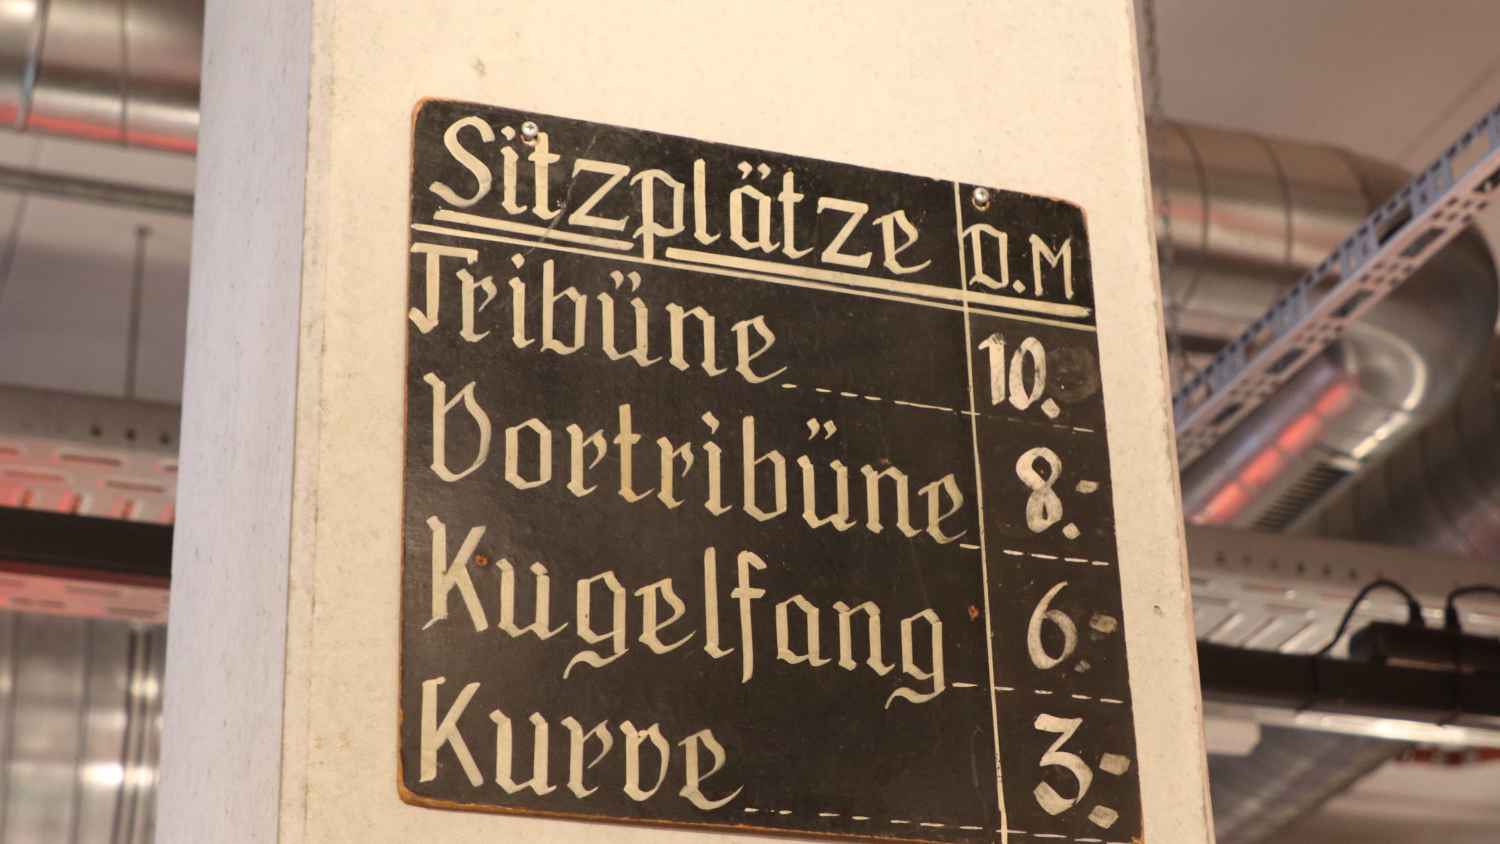 Sitzplätze D.M
Tribüne 10.
Vortribüne 8.-
Kugelfang 6.-
Kurve 3.-